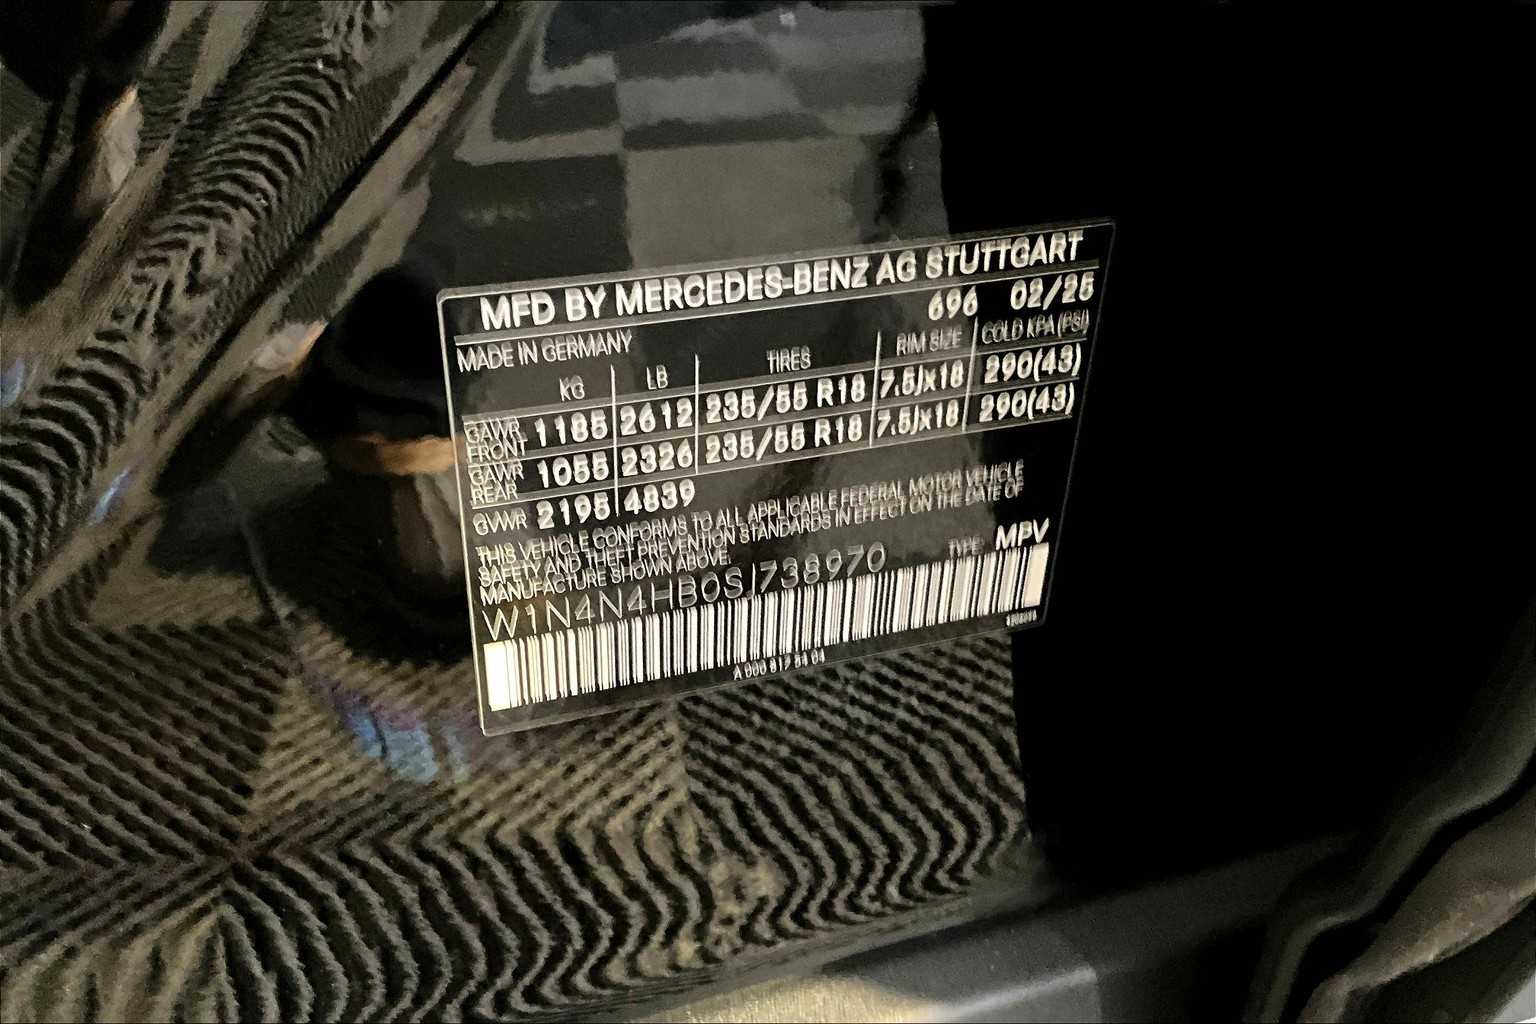 MFD BY MERCEDES-BENZ AG STUTTGART
696 02/25
MADE IN GERMANY
KG LB TIRES RIM SIZE COLD KPA (PSI)
GAWR FRONT 1185 2612 235/55 R18 7.5Jx18 290(43)
GAWR REAR 1055 2326 235/55 R18 7.5Jx18 290(43)
GVWR 2195 4839
THIS VEHICLE CONFORMS TO ALL APPLICABLE FEDERAL MOTOR VEHICLE
SAFETY AND THEFT PREVENTION STANDARDS IN EFFECT ON THE DATE OF
MANUFACTURE SHOWN ABOVE.
W1N4N4HB0SJ738970 TYPE: MPV
A 000 817 84 04